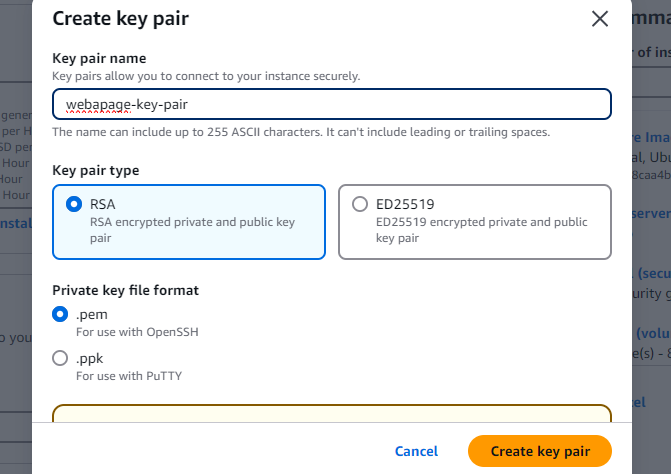 Create key pair
Key pair name
Key pairs allow you to connect to your instance securely.
webapage-key-pair
The name can include up to 255 ASCII characters. It can't include leading or trailing spaces.
Key pair type
RSA
RSA encrypted private and public key
pair
ED25519
ED25519 encrypted private and public
key pair
Private key file format
.pem
For use with OpenSSH
.ppk
For use with PuTTY
Cancel
Create key pair